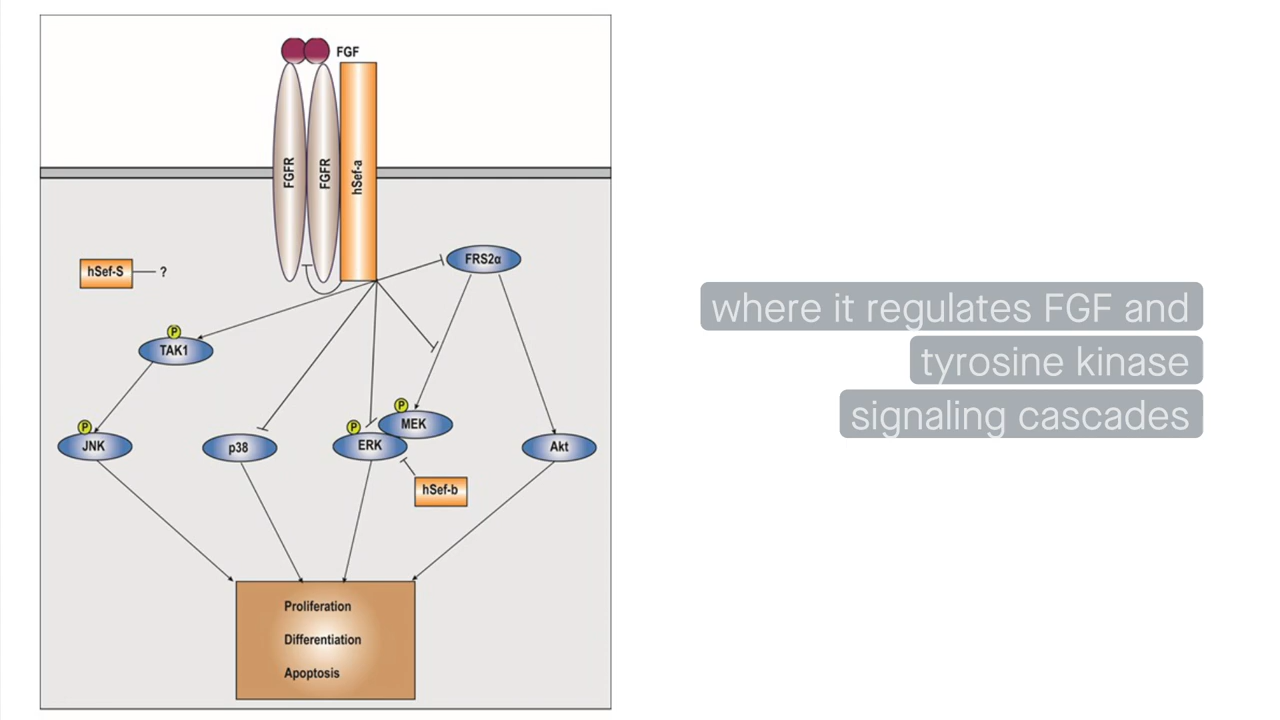 FGF
FGFR
FGFR
hSef-a
FRS2α
hSef-S
?
P
TAK1
P
JNK
p38
P
ERK
P
MEK
Akt
hSef-b
Proliferation
Differentiation
Apoptosis
where it regulates FGF and
tyrosine kinase
signaling cascades